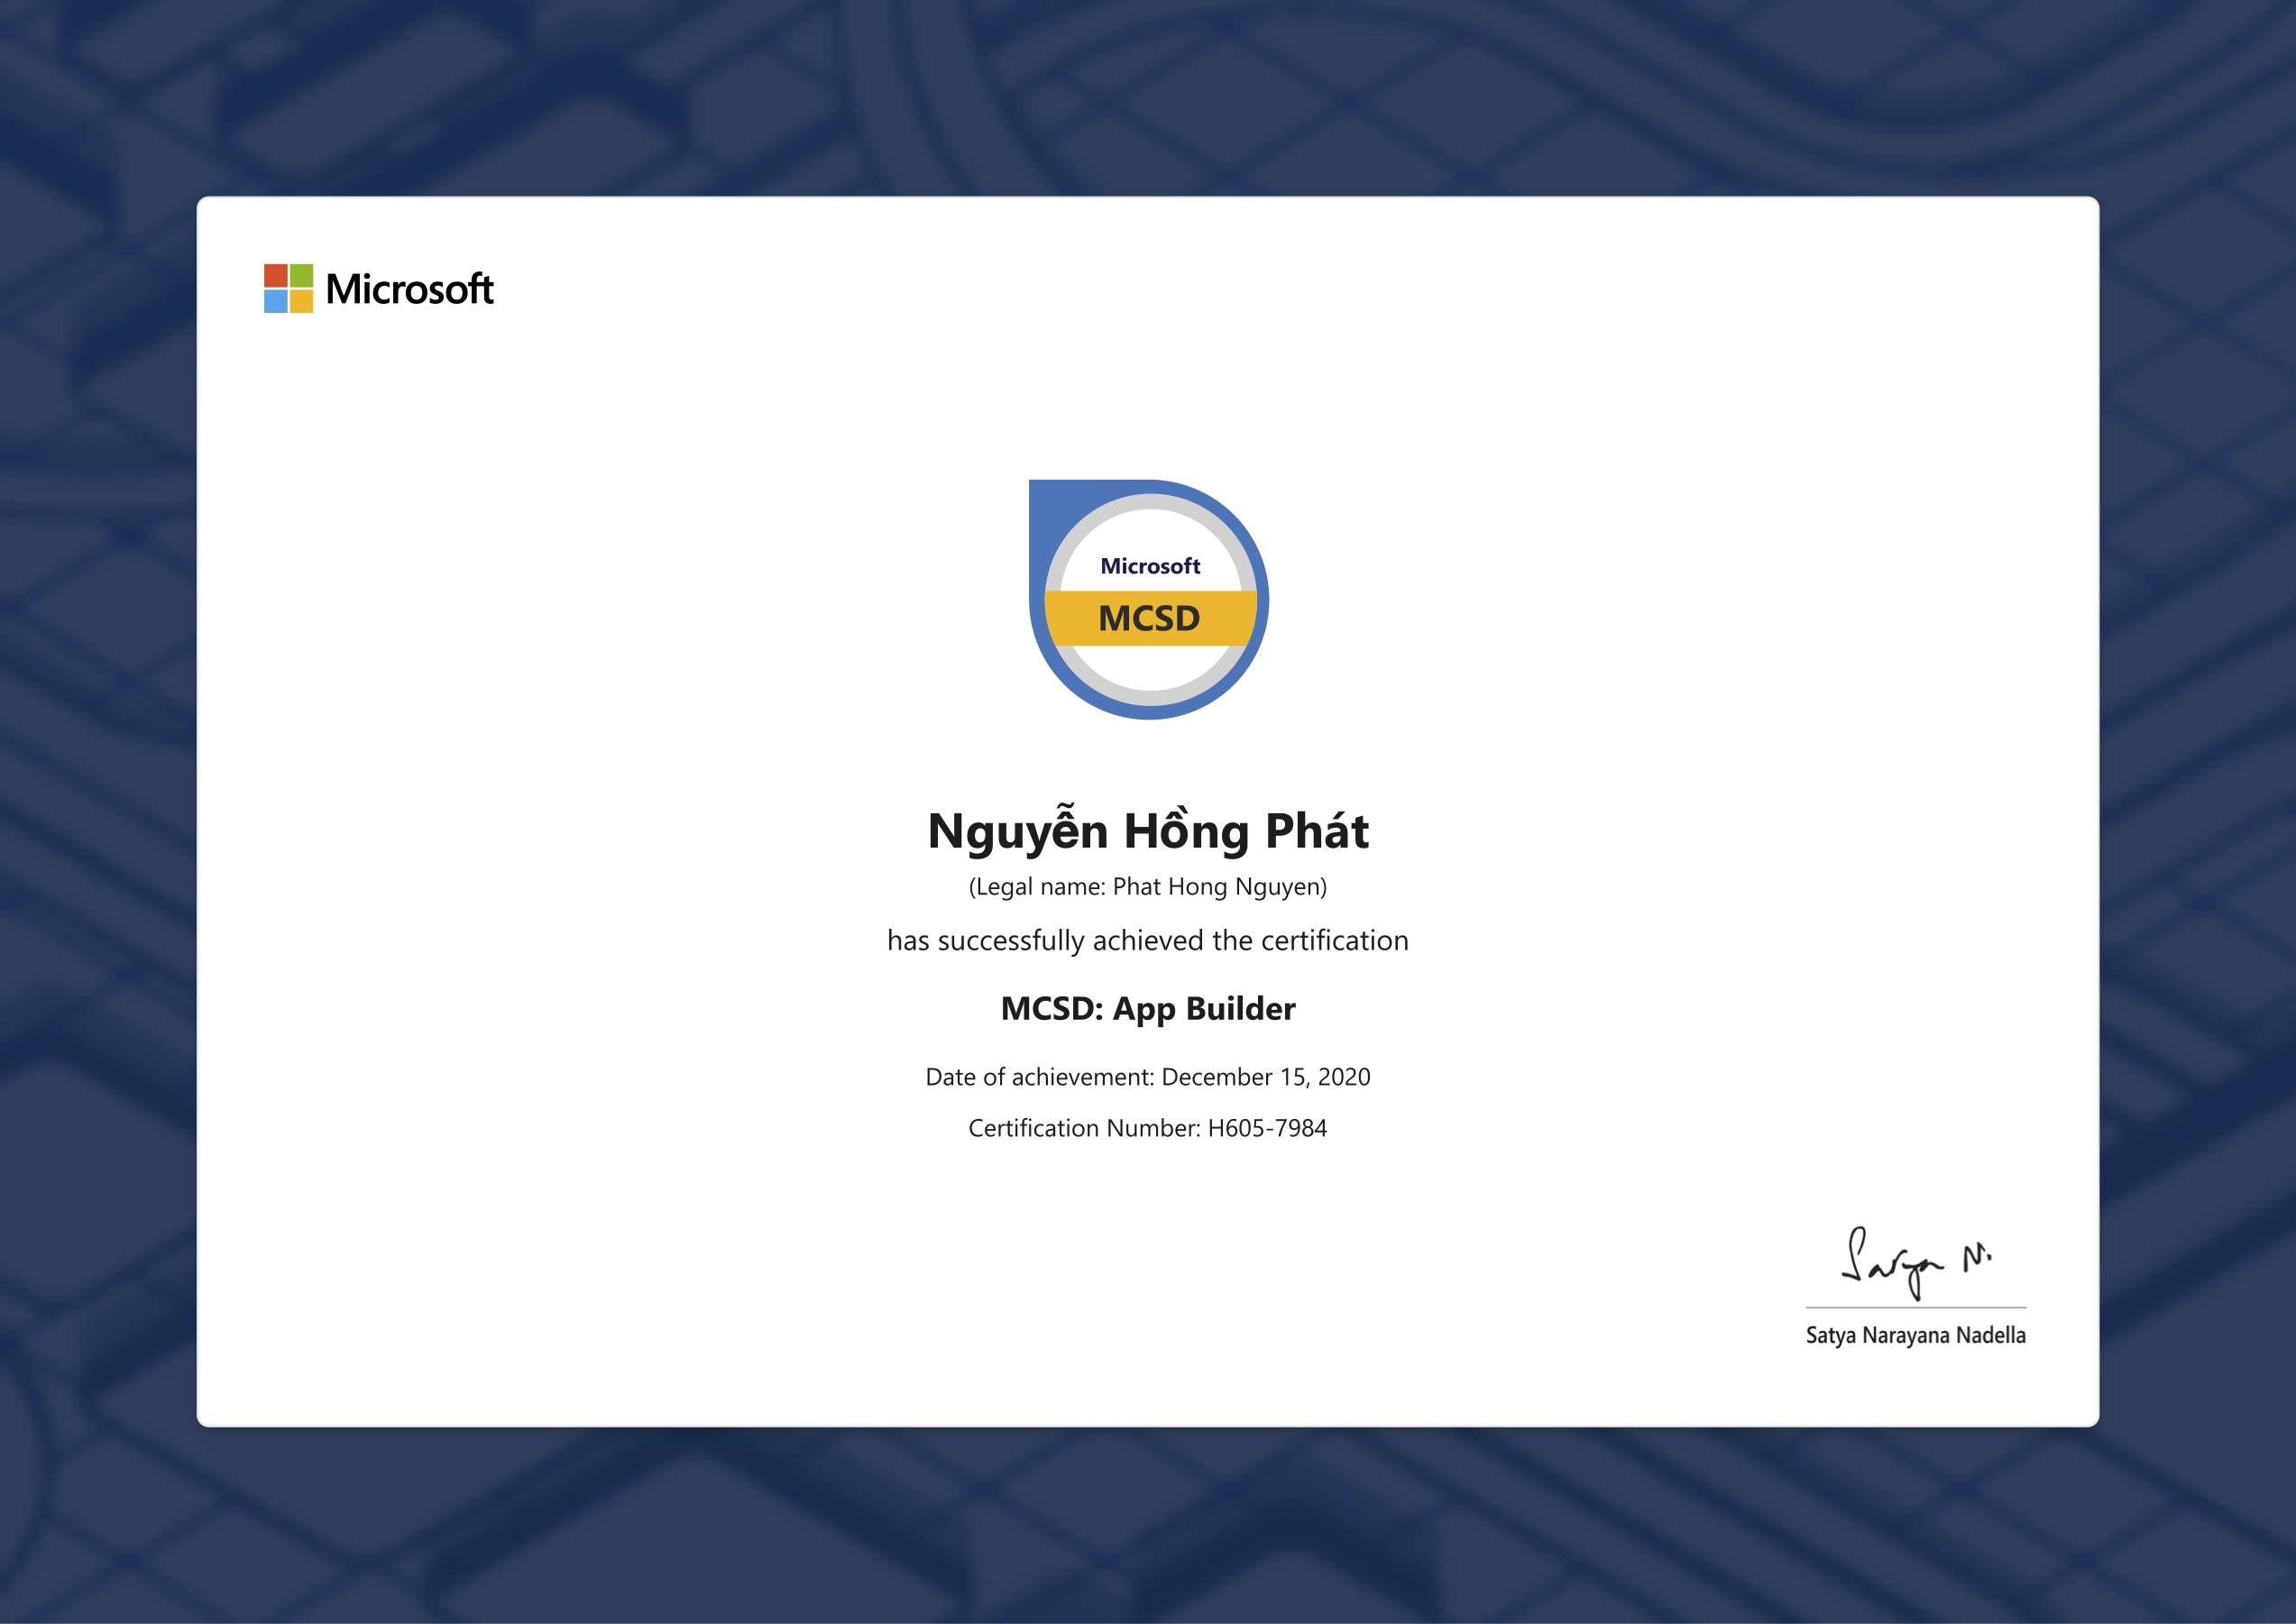 Microsoft
Microsoft
MCSD
Nguyễn Hồng Phát
(Legal name: Phat Hong Nguyen)
has successfully achieved the certification
MCSD: App Builder
Date of achievement: December 15, 2020
Certification Number: H605-7984
Satya N.
Satya Narayana Nadella